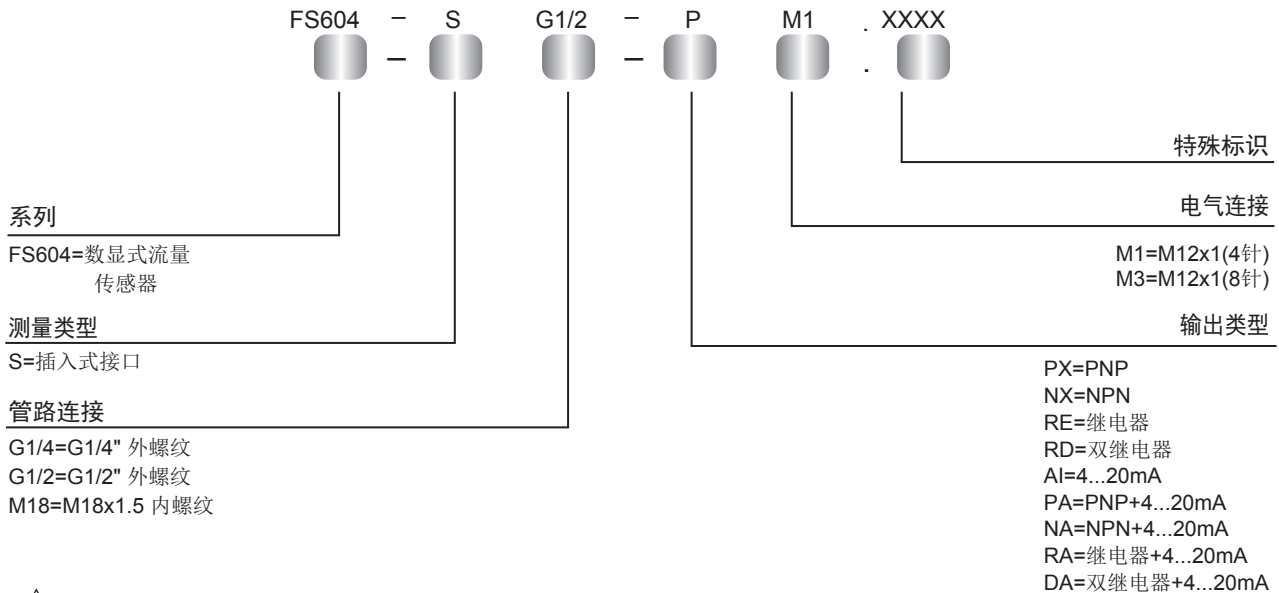 FS604 – S G1/2 – P M1 . XXXX
– – .
特殊标识
电气连接
M1=M12x1(4针)
M3=M12x1(8针)
输出类型
PX=PNP
NX=NPN
RE=继电器
RD=双继电器
AI=4...20mA
PA=PNP+4...20mA
NA=NPN+4...20mA
RA=继电器+4...20mA
DA=双继电器+4...20mA
系列
FS604=数显式流量
传感器
测量类型
S=插入式接口
管路连接
G1/4=G1/4" 外螺纹
G1/2=G1/2" 外螺纹
M18=M18x1.5 内螺纹